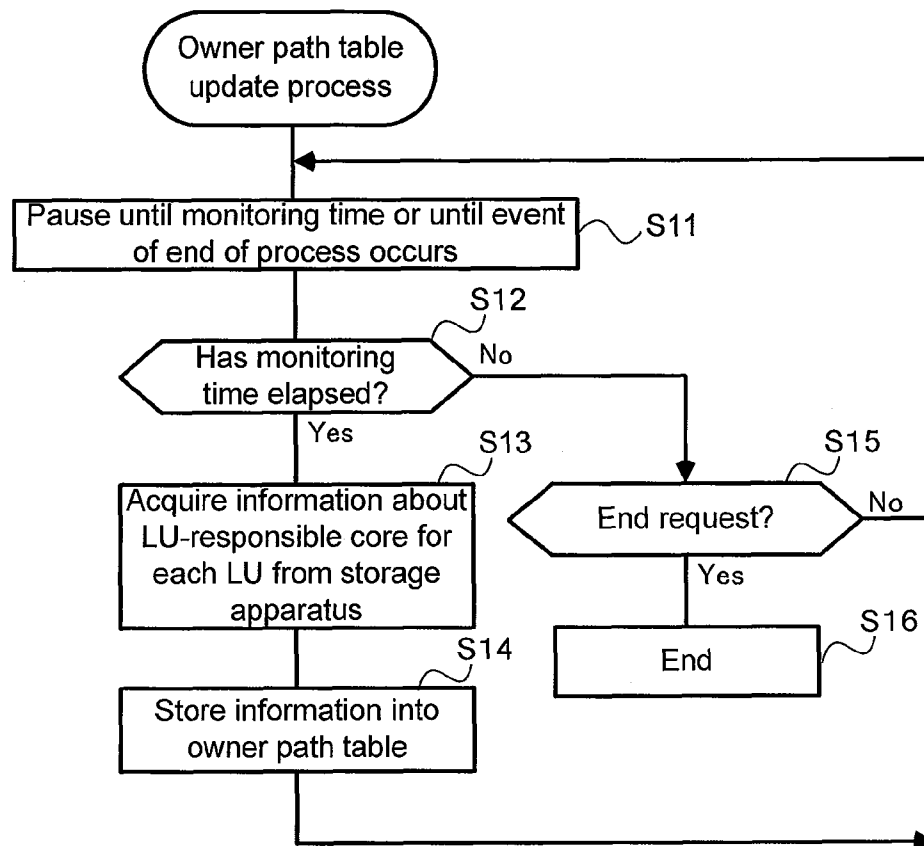 Owner path table
update process
Pause until monitoring time or until event
of end of process occurs
S11
S12
Has monitoring
time elapsed?
No
Yes
S13
Acquire information about
LU-responsible core for
each LU from storage
apparatus
S14
Store information into
owner path table
S15
End request?
No
Yes
S16
End